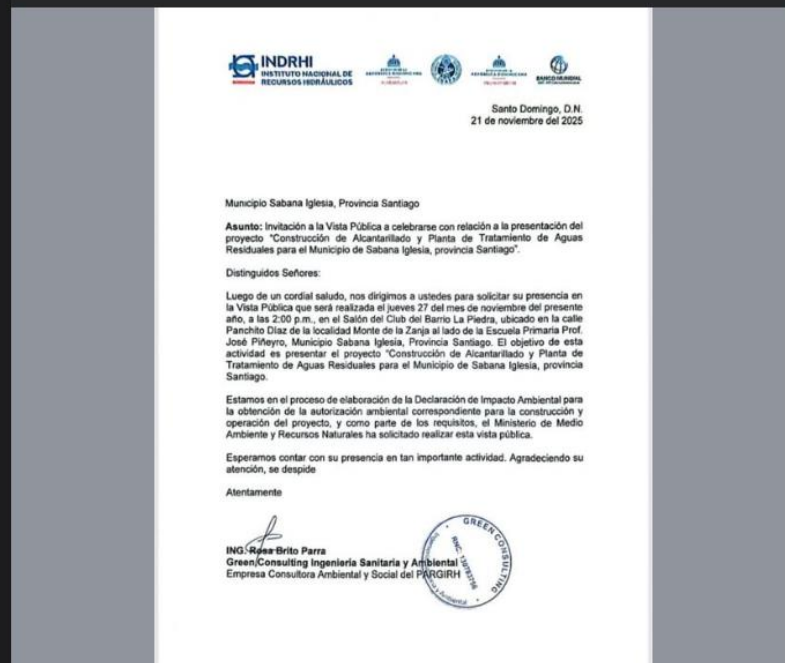 INDRHI
INSTITUTO NACIONAL DE
RECURSOS HIDRÁULICOS
REPÚBLICA DOMINICANA
REPÚBLICA DOMINICANA
BANCO MUNDIAL
Santo Domingo, D.N.
21 de noviembre del 2025
Municipio Sabana Iglesia, Provincia Santiago
Asunto: Invitación a la Vista Pública a celebrarse con relación a la presentación del
proyecto "Construcción de Alcantarillado y Planta de Tratamiento de Aguas
Residuales para el Municipio de Sabana Iglesia, provincia Santiago".
Distinguidos Señores:
Luego de un cordial saludo, nos dirigimos a ustedes para solicitar su presencia en
la Vista Pública que será realizada el jueves 27 del mes de noviembre del presente
año, a las 2:00 p.m., en el Salón del Club del Barrio La Piedra, ubicado en la calle
Panchito Díaz de la localidad Monte de la Zanja al lado de la Escuela Primaria Prof.
José Piñeyro, Municipio Sabana Iglesia, Provincia Santiago. El objetivo de esta
actividad es presentar el proyecto "Construcción de Alcantarillado y Planta de
Tratamiento de Aguas Residuales para el Municipio de Sabana Iglesia, provincia
Santiago.
Estamos en el proceso de elaboración de la Declaración de Impacto Ambiental para
la obtención de la autorización ambiental correspondiente para la construcción y
operación del proyecto, y como parte de los requisitos, el Ministerio de Medio
Ambiente y Recursos Naturales ha solicitado realizar esta vista pública.
Esperamos contar con su presencia en tan importante actividad. Agradeciendo su
atención, se despide
Atentamente
ING. Rosa Brito Parra
Green/Consulting Ingenieria Sanitaria y Ambiental
Empresa Consultora Ambiental y Social del PARGIRH
GREEN CONSULTING